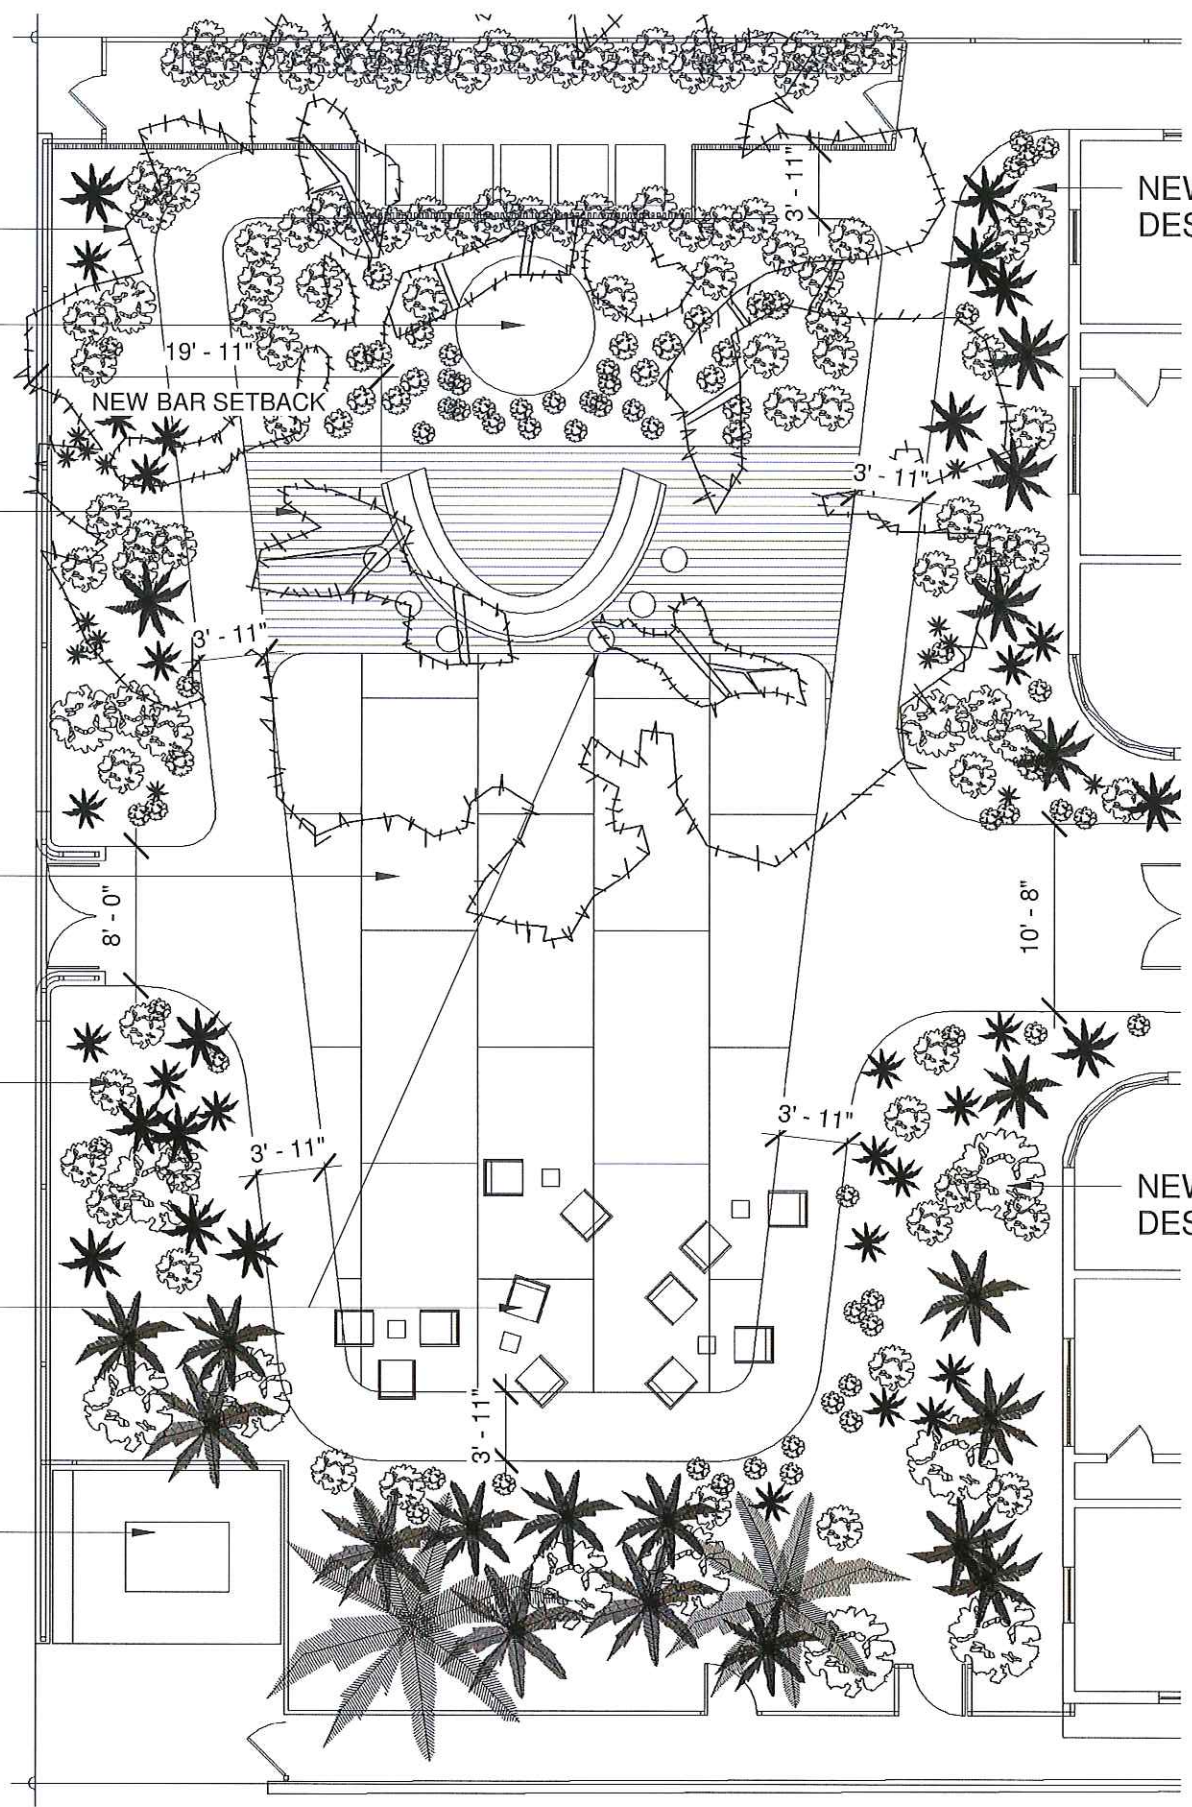 3' - 11"
NEW
DES
19' - 11"
NEW BAR SETBACK
3' - 11"
3' - 11"
8' - 0"
10' - 8"
3' - 11"
3' - 11"
NEW
DES
3' - 11"